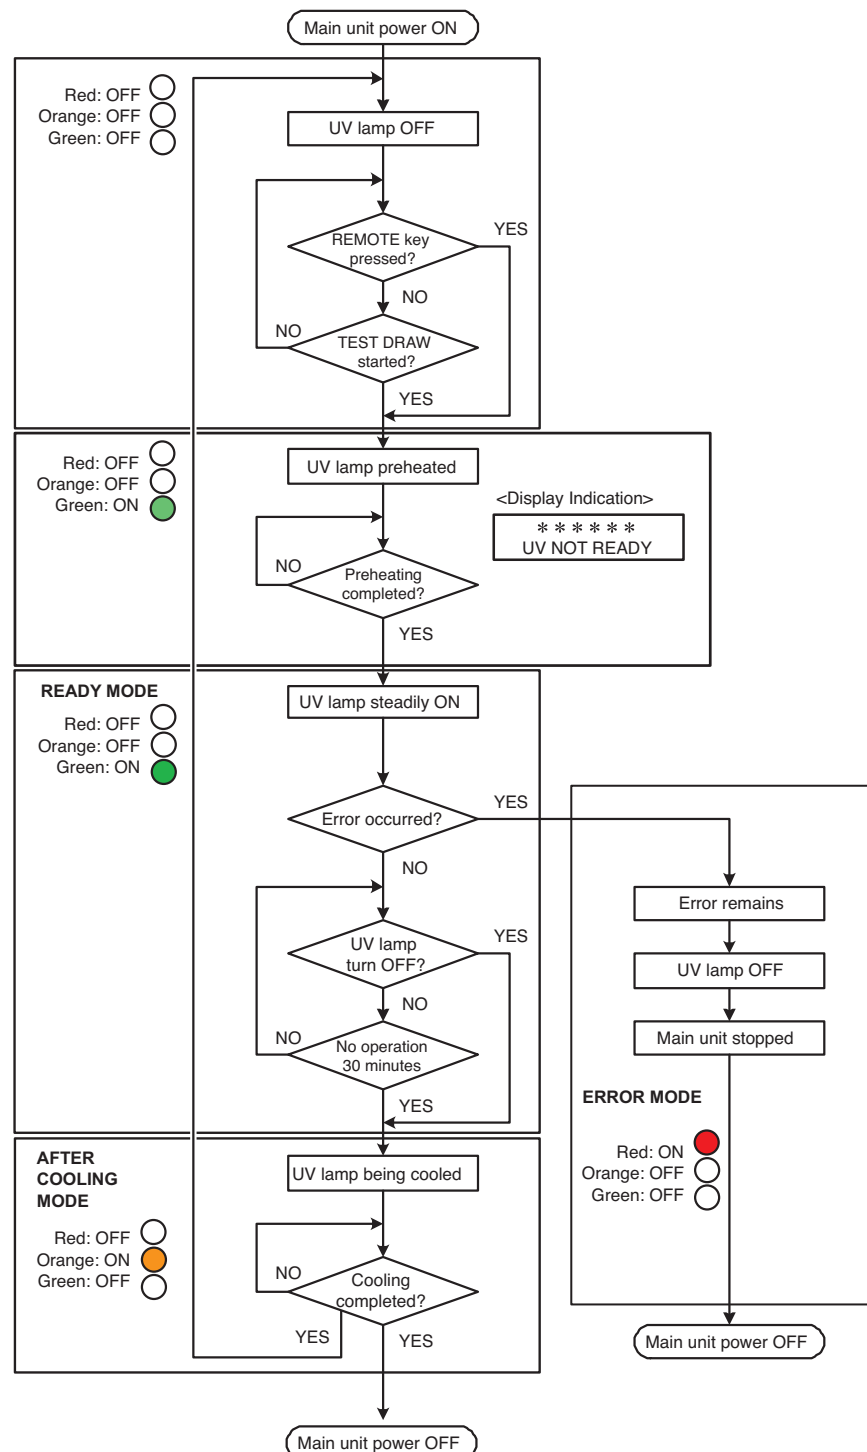 Main unit power ON
Red: OFF
Orange: OFF
Green: OFF
UV lamp OFF
REMOTE key
pressed?
YES
NO
TEST DRAW
started?
NO
YES
Red: OFF
Orange: OFF
Green: ON
UV lamp preheated
<Display Indication>
* * * * * *
UV NOT READY
NO
Preheating
completed?
YES
READY MODE
Red: OFF
Orange: OFF
Green: ON
UV lamp steadily ON
Error occurred?
YES
NO
UV lamp
turn OFF?
YES
NO
No operation
30 minutes
NO
YES
Error remains
UV lamp OFF
Main unit stopped
ERROR MODE
Red: ON
Orange: OFF
Green: OFF
Main unit power OFF
AFTER
COOLING
MODE
Red: OFF
Orange: ON
Green: OFF
UV lamp being cooled
NO
Cooling
completed?
YES
YES
Main unit power OFF